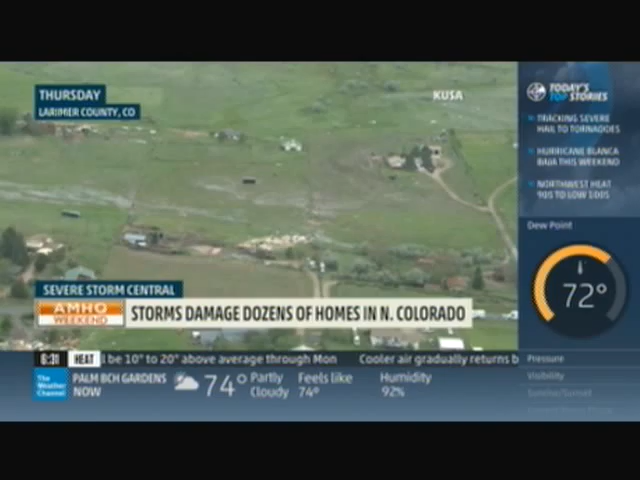 THURSDAY
LARIMER COUNTY, CO
KUSA
TODAY'S
TOP STORIES
TRACKING SEVERE
HAIL TO TORNADOES
HURRICANE BLANCA
BAJA THIS WEEKEND
NORTHWEST HEAT
90S TO LOW 100S
Dew Point
72°
SEVERE STORM CENTRAL
AMHQ
WEEKEND
STORMS DAMAGE DOZENS OF HOMES IN N. COLORADO
6:31 HEAT l be 10° to 20° above average through Mon Cooler air gradually returns b
The
Weather
Channel
PALM BCH GARDENS
NOW
74° Partly
Cloudy
Feels like
74°
Humidity
92%
Pressure
Visibility
Sunrise/Sunset